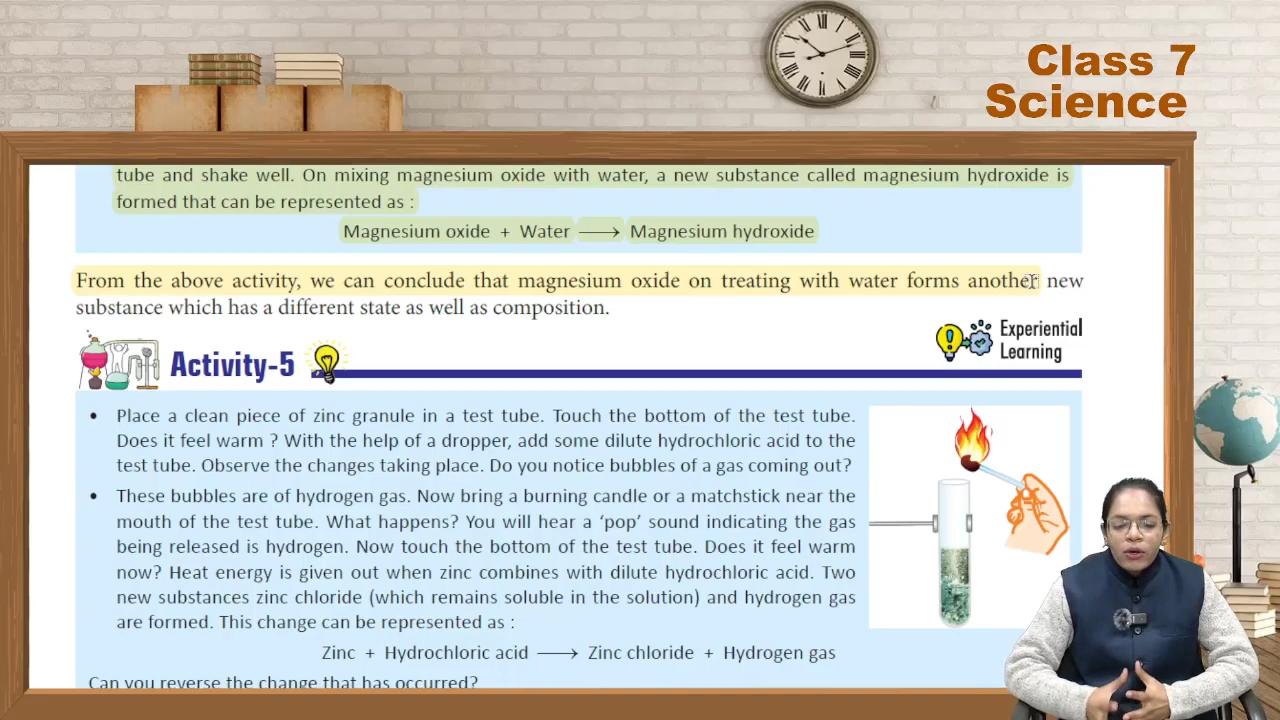 Class 7
Science
tube and shake well. On mixing magnesium oxide with water, a new substance called magnesium hydroxide is
formed that can be represented as :
Magnesium oxide + Water ⟶ Magnesium hydroxide
From the above activity, we can conclude that magnesium oxide on treating with water forms another new
substance which has a different state as well as composition.
Experiential
Learning
Activity-5
• Place a clean piece of zinc granule in a test tube. Touch the bottom of the test tube.
Does it feel warm ? With the help of a dropper, add some dilute hydrochloric acid to the
test tube. Observe the changes taking place. Do you notice bubbles of a gas coming out?
• These bubbles are of hydrogen gas. Now bring a burning candle or a matchstick near the
mouth of the test tube. What happens? You will hear a ‘pop’ sound indicating the gas
being released is hydrogen. Now touch the bottom of the test tube. Does it feel warm
now? Heat energy is given out when zinc combines with dilute hydrochloric acid. Two
new substances zinc chloride (which remains soluble in the solution) and hydrogen gas
are formed. This change can be represented as :
Zinc + Hydrochloric acid ⟶ Zinc chloride + Hydrogen gas
Can you reverse the change that has occurred?